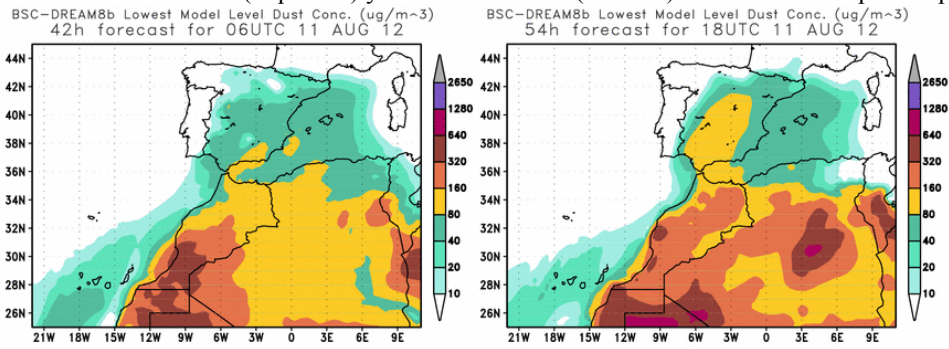 BSC-DREAM8b Lowest Model Level Dust Conc. (ug/m^3)
42h forecast for 06UTC 11 AUG 12
44N
42N
40N
38N
36N
34N
32N
30N
28N
26N
21W 18W 15W 12W 9W 6W 3W 0 3E 6E 9E
2650
1280
640
320
160
80
40
20
10
BSC-DREAM8b Lowest Model Level Dust Conc. (ug/m^3)
54h forecast for 18UTC 11 AUG 12
44N
42N
40N
38N
36N
34N
32N
30N
28N
26N
21W 18W 15W 12W 9W 6W 3W 0 3E 6E 9E
2650
1280
640
320
160
80
40
20
10